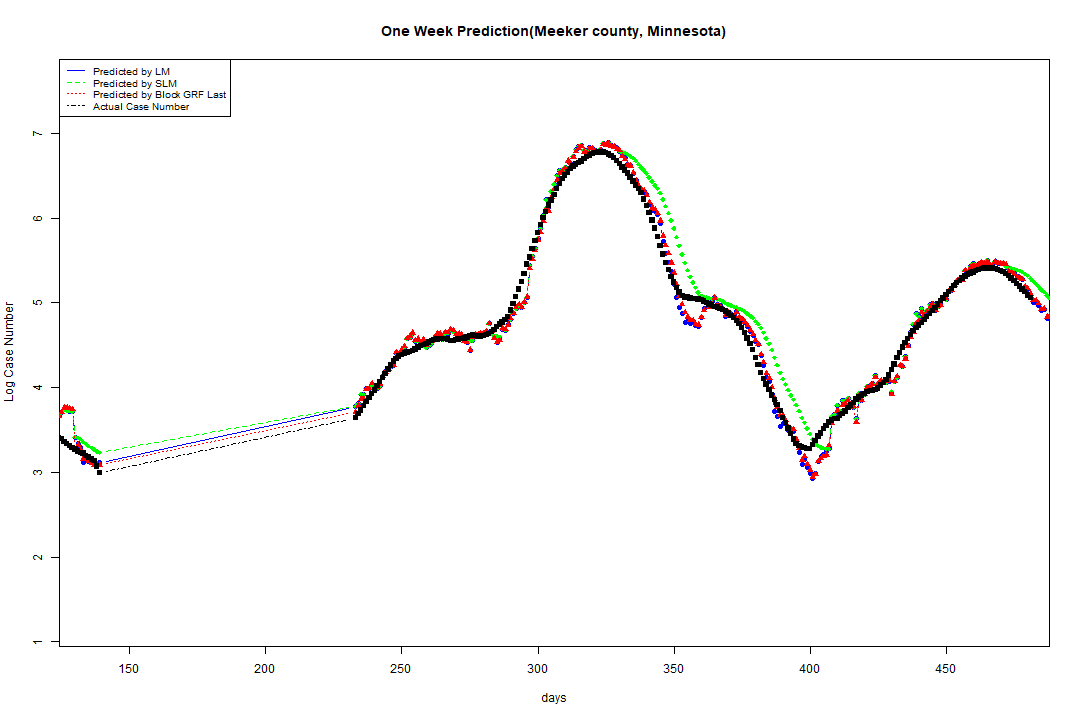 One Week Prediction(Meeker county, Minnesota)
Predicted by LM
Predicted by SLM
Predicted by Block GRF Last
Actual Case Number
7
6
5
4
3
2
1
Log Case Number
150 200 250 300 350 400 450
days